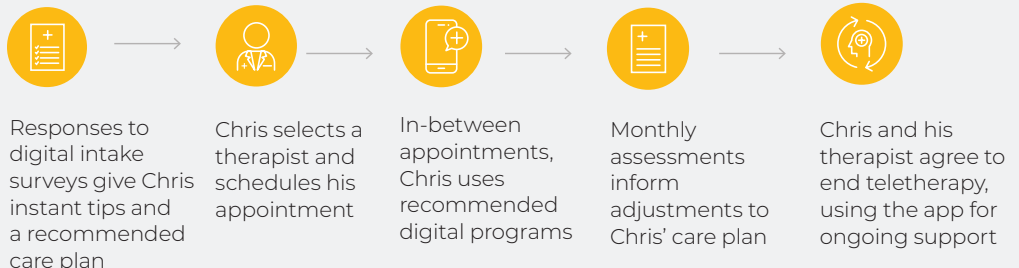 Responses to
digital intake
surveys give Chris
instant tips and
a recommended
care plan
Chris selects a
therapist and
schedules his
appointment
In-between
appointments,
Chris uses
recommended
digital programs
Monthly
assessments
inform
adjustments to
Chris’ care plan
Chris and his
therapist agree to
end teletherapy,
using the app for
ongoing support